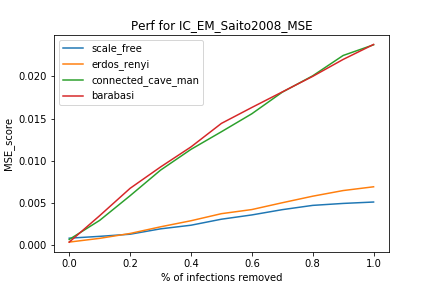 Perf for IC_EM_Saito2008_MSE
scale_free
erdos_renyi
connected_cave_man
barabasi
MSE_score
0.020
0.015
0.010
0.005
0.000
0.0 0.2 0.4 0.6 0.8 1.0
% of infections removed